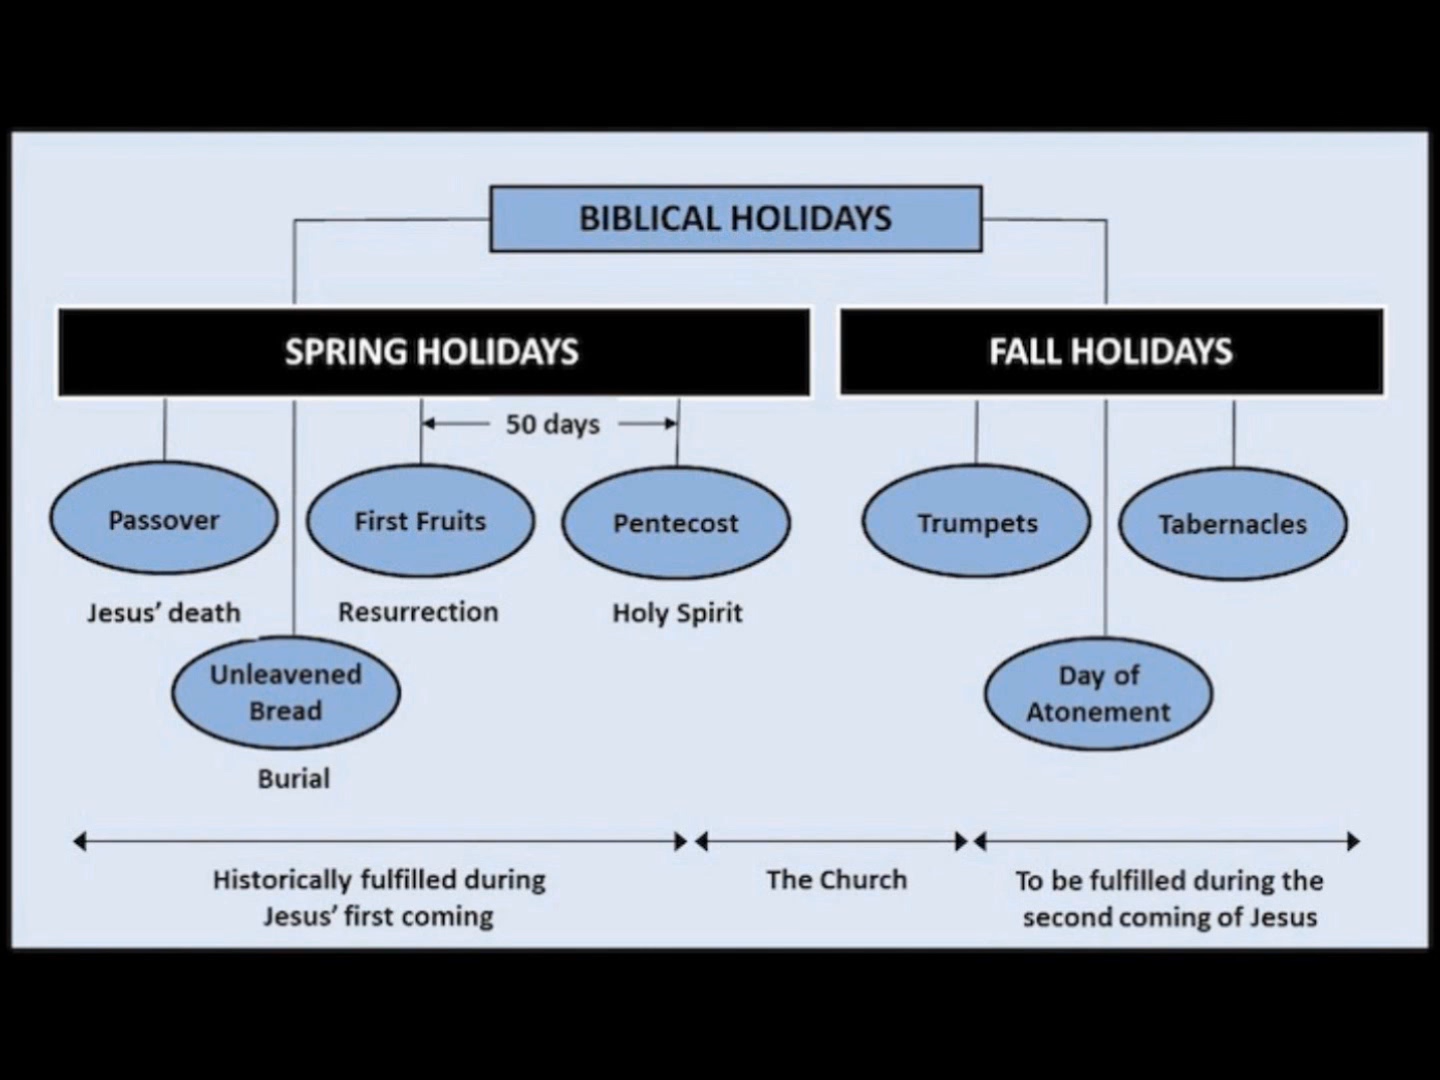 BIBLICAL HOLIDAYS
SPRING HOLIDAYS
FALL HOLIDAYS
50 days
Passover
First Fruits
Pentecost
Trumpets
Tabernacles
Jesus’ death
Resurrection
Holy Spirit
Unleavened
Bread
Day of
Atonement
Burial
Historically fulfilled during
Jesus’ first coming
The Church
To be fulfilled during the
second coming of Jesus